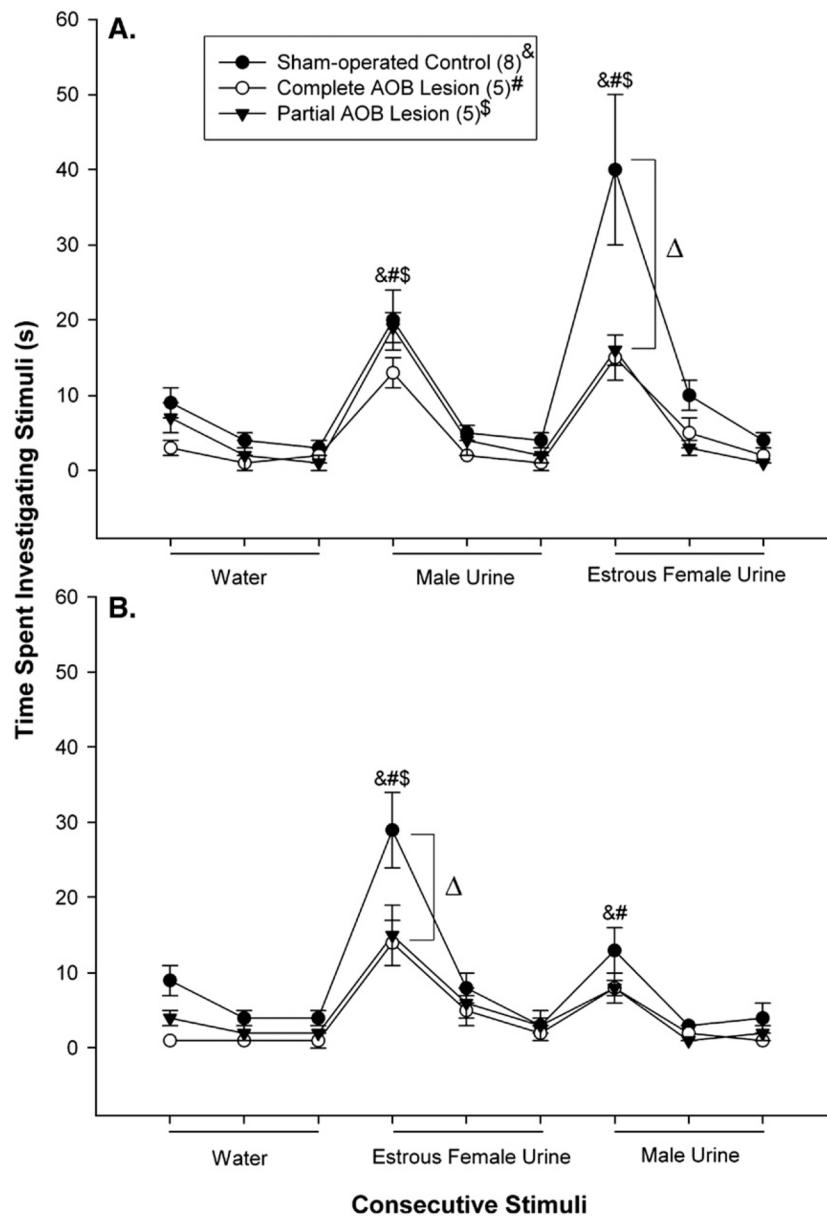 A.
Sham-operated Control (8)&
Complete AOB Lesion (5)#
Partial AOB Lesion (5)$
60
50
40
30
20
10
0
&#$
&#$
Δ
Water
Male Urine
Estrous Female Urine
Time Spent Investigating Stimuli (s)
B.
60
50
40
30
20
10
0
&#$
Δ
&#
Water
Estrous Female Urine
Male Urine
Consecutive Stimuli